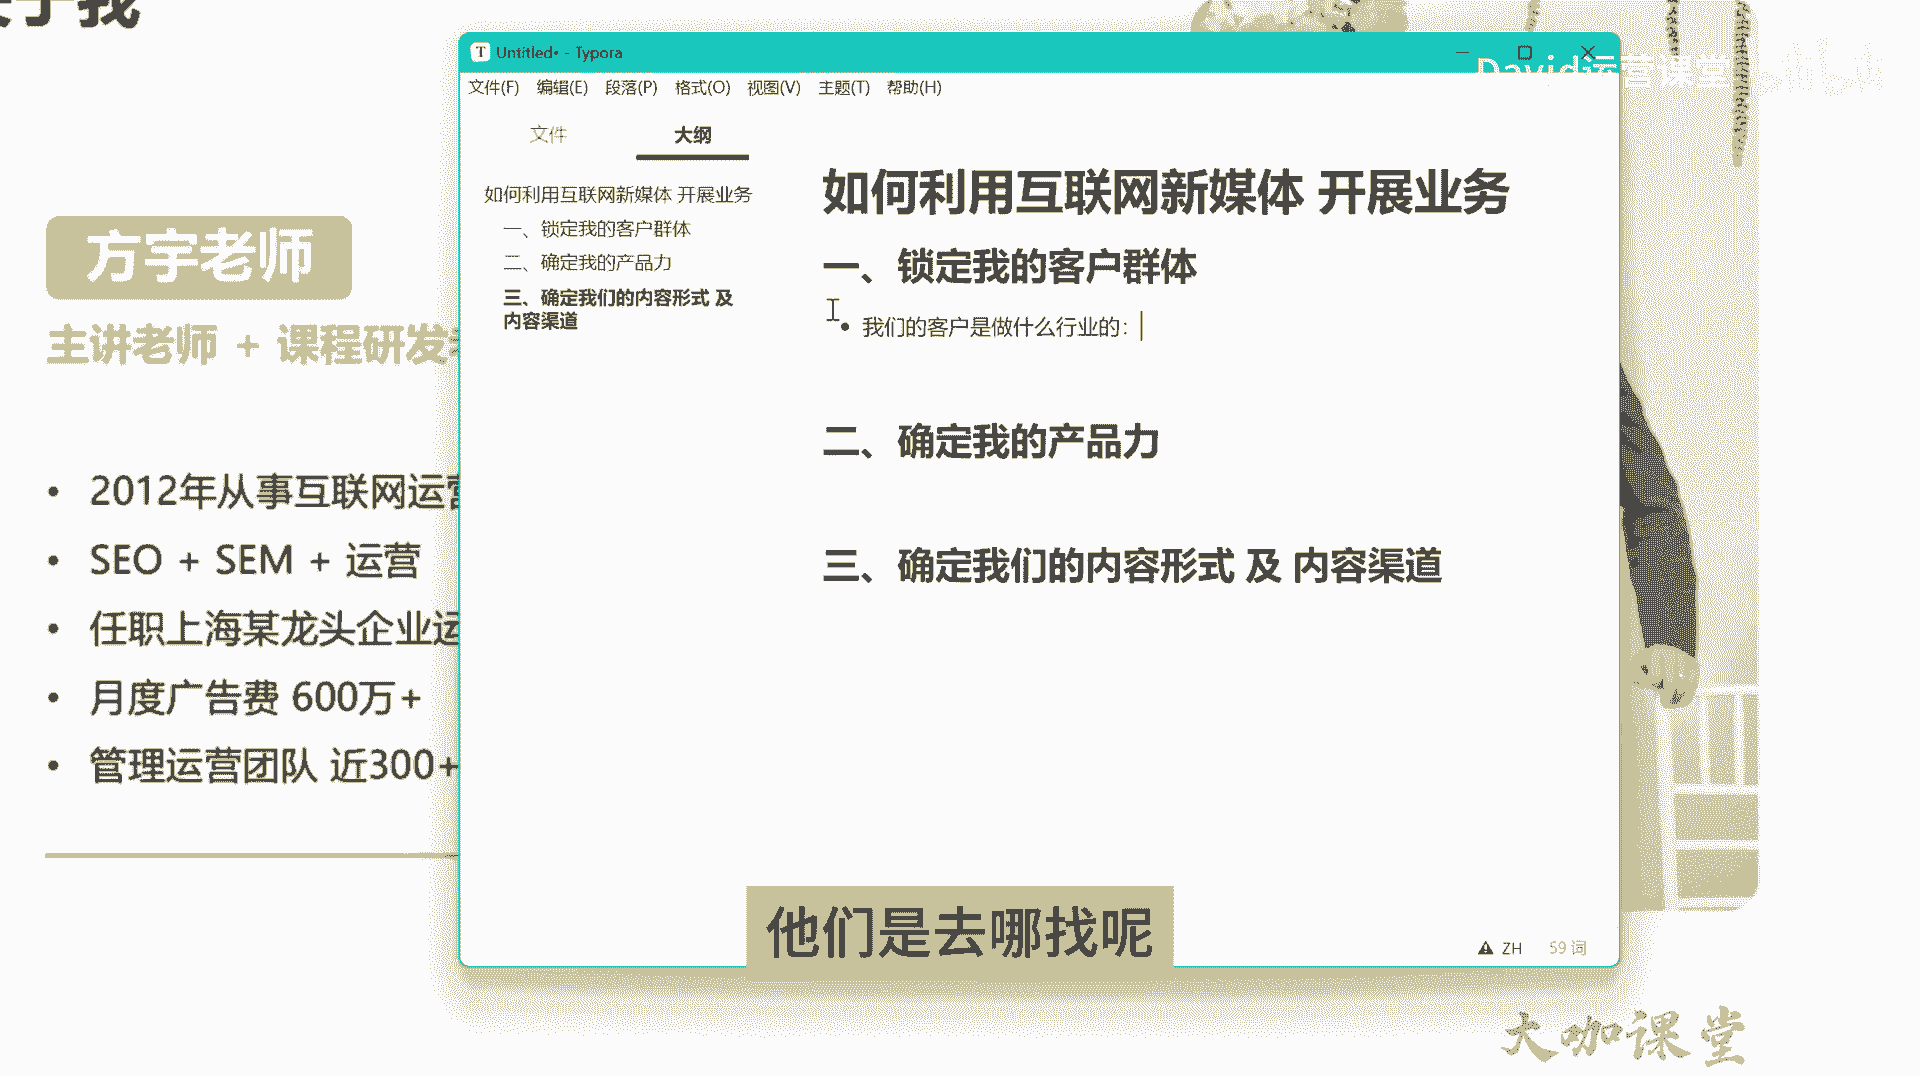 关于我
方宇老师
主讲老师 + 课程研发
2012年从事互联网运营
SEO + SEM + 运营
任职上海某龙头企业运
月度广告费 600万+
管理运营团队 近300+
Untitled• - Typora
文件(F) 编辑(E) 段落(P) 格式(O) 视图(V) 主题(T) 帮助(H)
文件 大纲
如何利用互联网新媒体 开展业务
一、锁定我的客户群体
二、确定我的产品力
三、确定我们的内容形式 及
内容渠道
如何利用互联网新媒体 开展业务
一、锁定我的客户群体
我们的客户是做什么行业的：
二、确定我的产品力
三、确定我们的内容形式 及 内容渠道
ZH 59 词
David运营课堂
他们是去哪找呢
大咖课堂